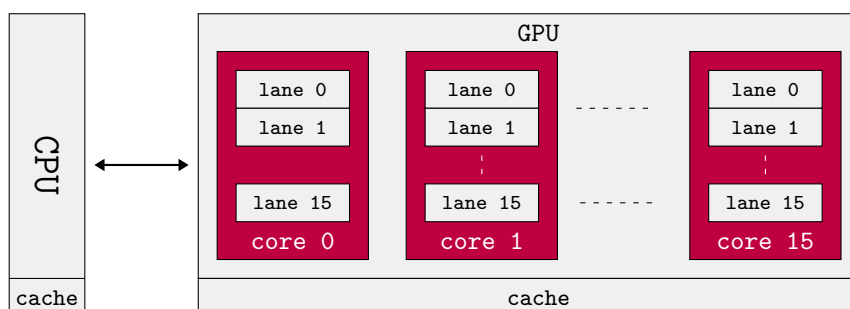 GPU
CPU
lane 0
lane 1
lane 15
core 0
lane 0
lane 1
lane 15
core 1
lane 0
lane 1
lane 15
core 15
cache
cache